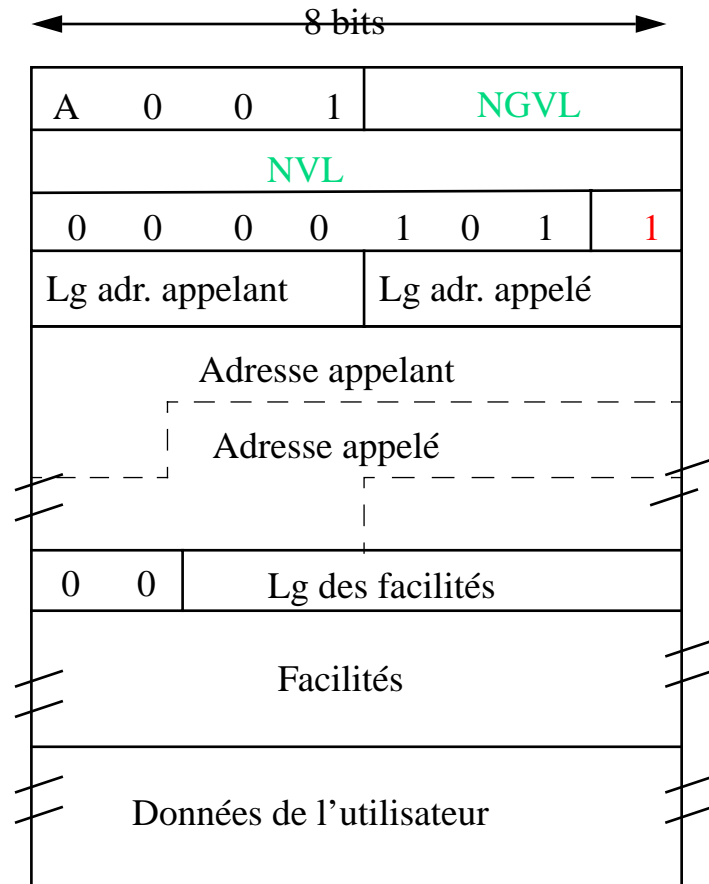 8 bits
A 0 0 1 NGVL
NVL
0 0 0 0 1 0 1 1
Lg adr. appelant Lg adr. appelé
Adresse appelant
Adresse appelé
0 0 Lg des facilités
Facilités
Données de l’utilisateur